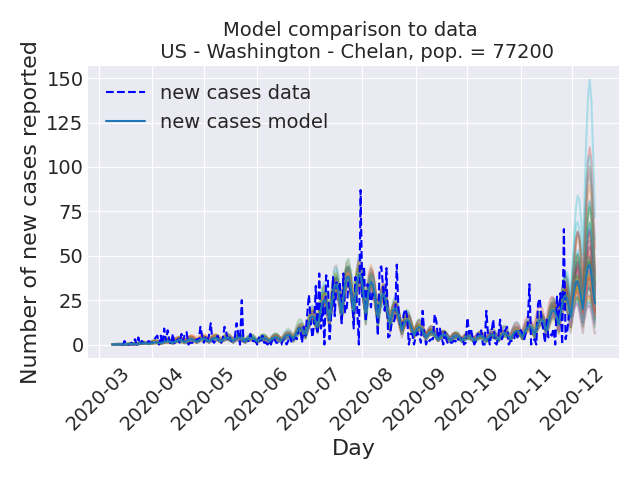 Model comparison to data
US - Washington - Chelan, pop. = 77200
Number of new cases reported
150
125
100
75
50
25
0
new cases data
new cases model
2020-03
2020-04
2020-05
2020-06
2020-07
2020-08
2020-09
2020-10
2020-11
2020-12
Day